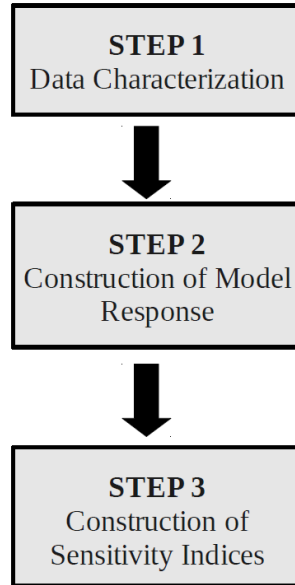 STEP 1
Data Characterization
STEP 2
Construction of Model
Response
STEP 3
Construction of
Sensitivity Indices